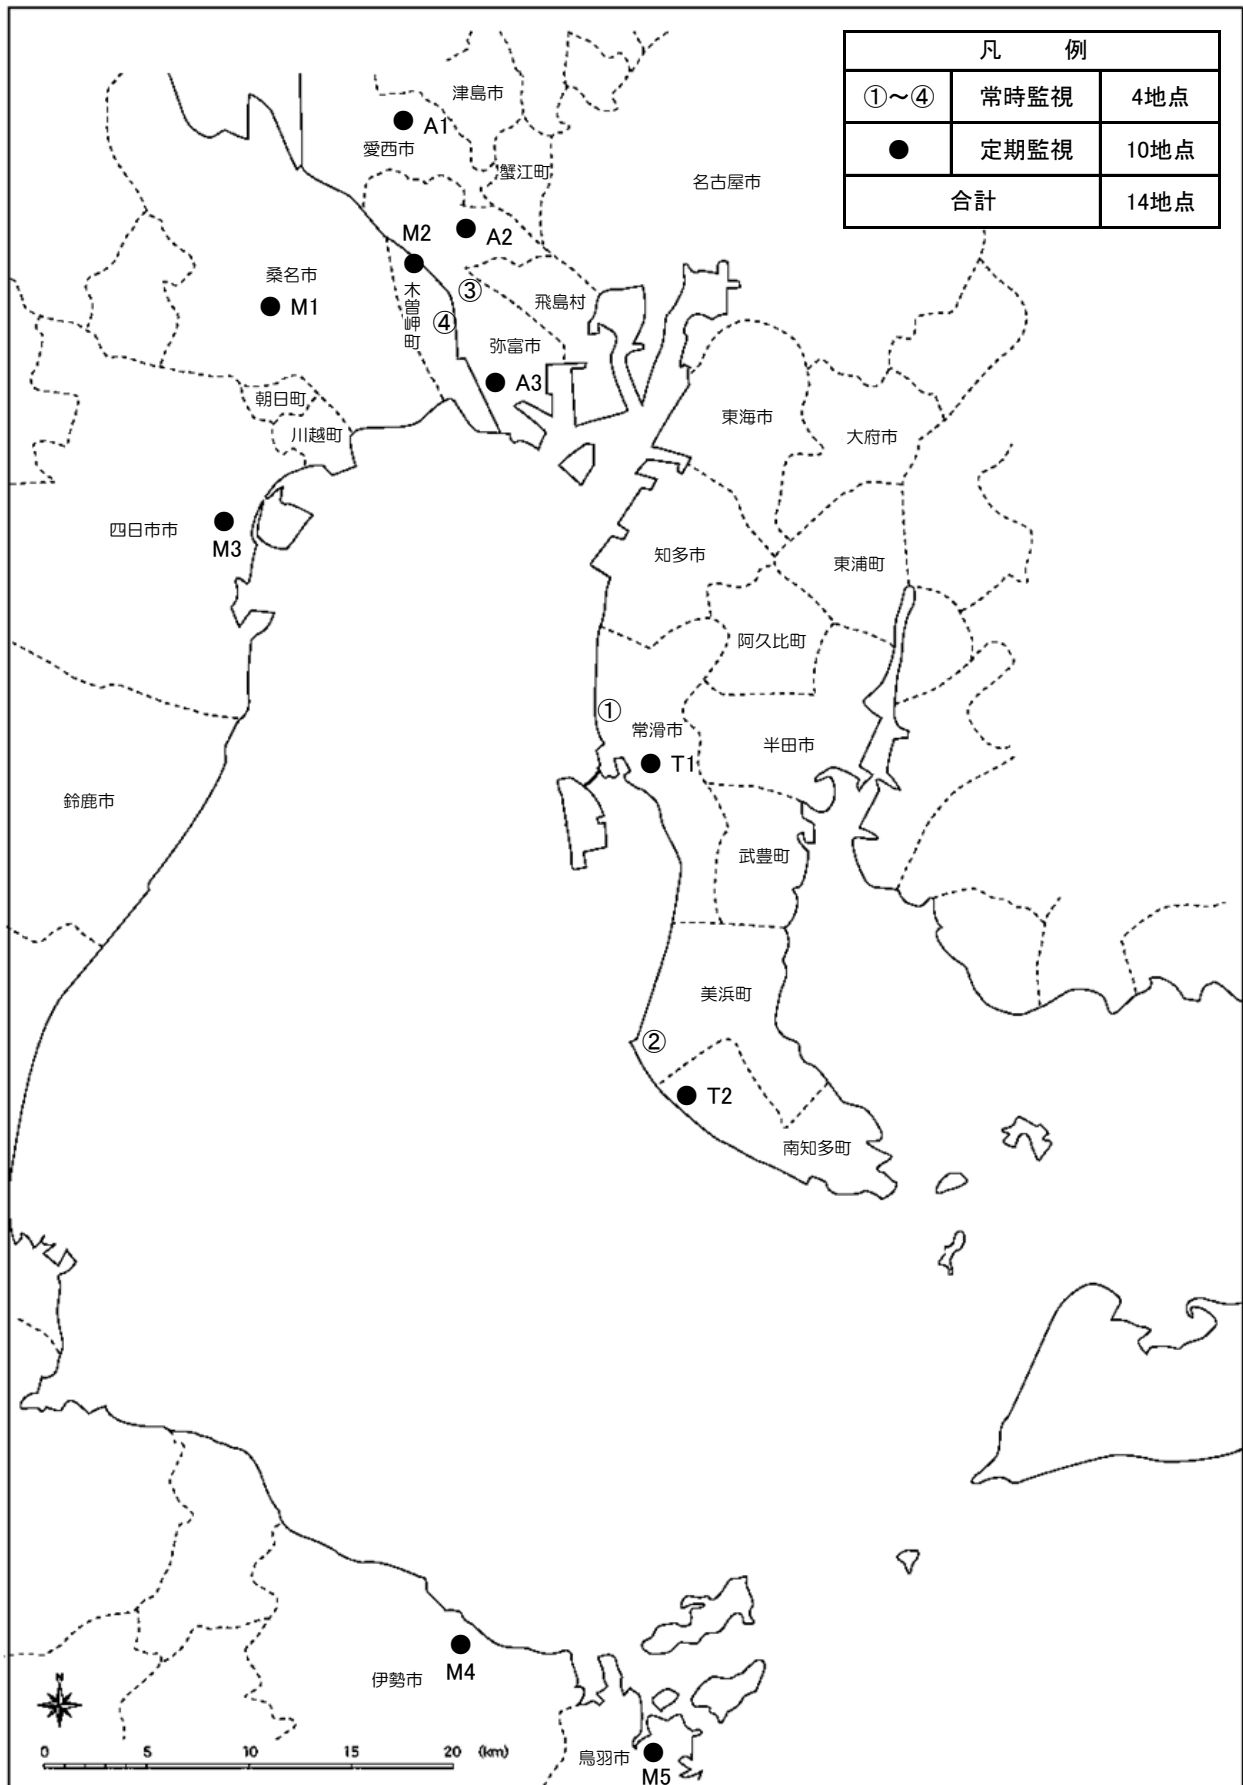 凡 例
①～④ 常時監視 4地点
● 定期監視 10地点
合計 14地点
津島市
A1
愛西市
蟹江町
名古屋市
M2
A2
桑名市
③
飛島村
M1
木曽岬町
④
弥富市
A3
朝日町
東海市
川越町
大府市
四日市市
M3
知多市
東浦町
阿久比町
①
常滑市
半田市
T1
鈴鹿市
武豊町
美浜町
②
T2
南知多町
伊勢市
M4
鳥羽市
M5
N
0 5 10 15 20 (km)